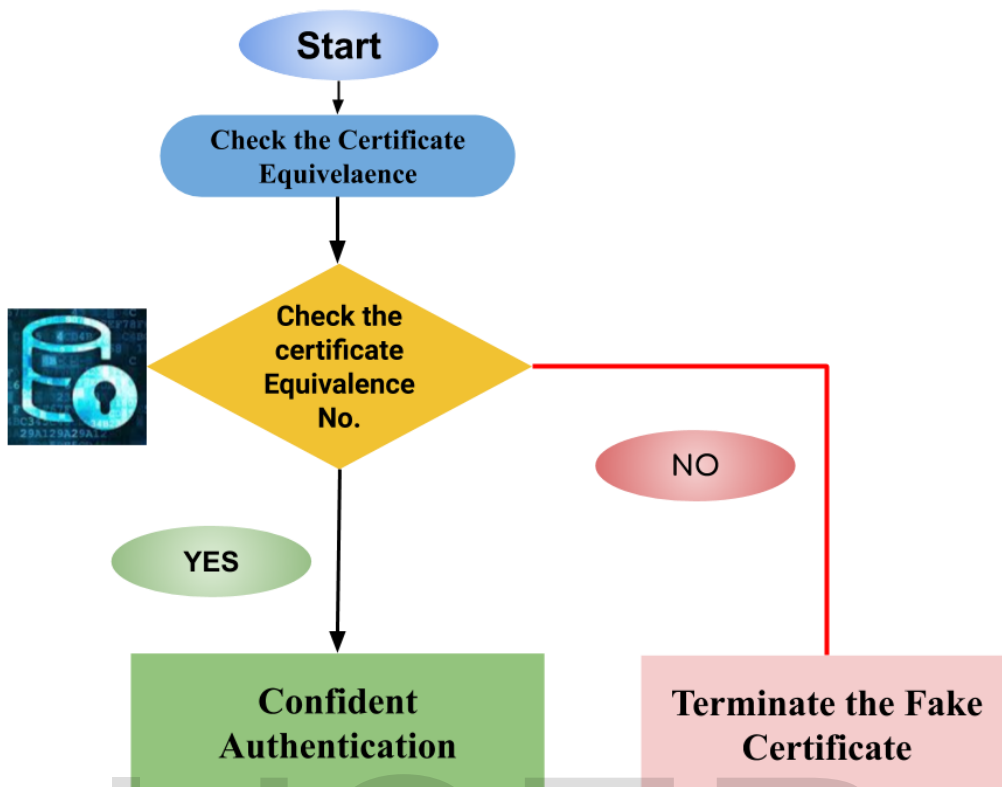 Start
Check the Certificate
Equivelaence
Check the
certificate
Equivalence
No.
NO
YES
Confident
Authentication
Terminate the Fake
Certificate